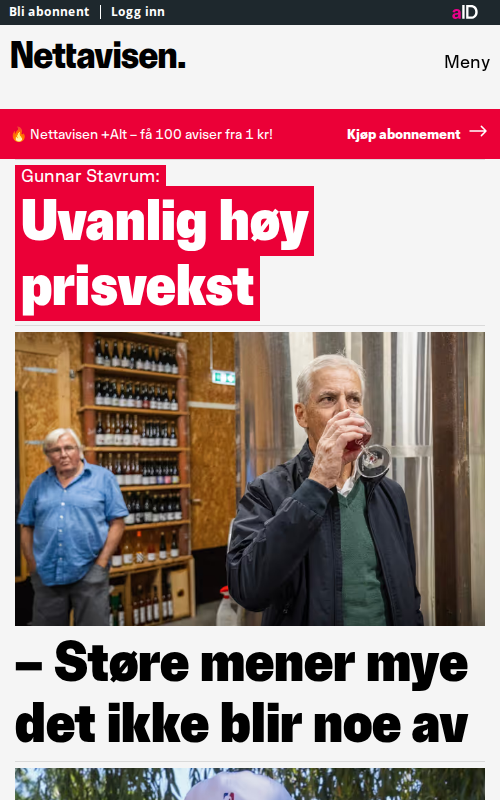 Bli abonnent | Logg inn
aID
Nettavisen.
Meny
🔥 Nettavisen +Alt – få 100 aviser fra 1 kr!
Kjøp abonnement →
Gunnar Stavrum:
Uvanlig høy
prisvekst
– Støre mener mye
det ikke blir noe av